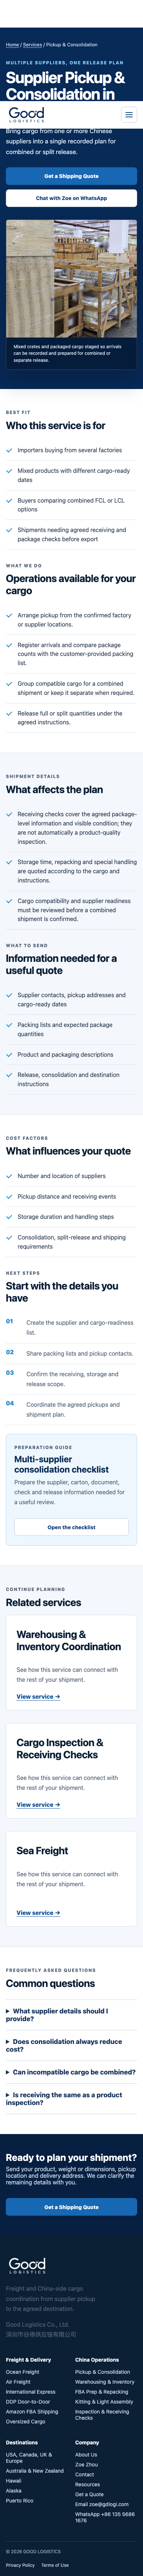 Home / Services / Pickup & Consolidation
MULTIPLE SUPPLIERS, ONE RELEASE PLAN
Supplier Pickup &
Consolidation in
Good
LOGISTICS
Bring cargo from one or more Chinese
suppliers into a single recorded plan for
combined or split release.
Get a Shipping Quote
Chat with Zoe on WhatsApp
Mixed crates and packaged cargo staged so arrivals
can be recorded and prepared for combined or
separate release.
BEST FIT
Who this service is for
Importers buying from several factories
Mixed products with different cargo-ready
dates
Buyers comparing combined FCL or LCL
options
Shipments needing agreed receiving and
package checks before export
WHAT WE DO
Operations available for your
cargo
Arrange pickup from the confirmed factory
or supplier locations.
Register arrivals and compare package
counts with the customer-provided packing
list.
Group compatible cargo for a combined
shipment or keep it separate when required.
Release full or split quantities under the
agreed instructions.
SHIPMENT DETAILS
What affects the plan
Receiving checks cover the agreed package-
level information and visible condition; they
are not automatically a product-quality
inspection.
Storage time, repacking and special handling
are quoted according to the cargo and
instructions.
Cargo compatibility and supplier readiness
must be reviewed before a combined
shipment is confirmed.
WHAT TO SEND
Information needed for a
useful quote
Supplier contacts, pickup addresses and
cargo-ready dates
Packing lists and expected package
quantities
Product and packaging descriptions
Release, consolidation and destination
instructions
COST FACTORS
What influences your quote
Number and location of suppliers
Pickup distance and receiving events
Storage duration and handling steps
Consolidation, split-release and shipping
requirements
NEXT STEPS
Start with the details you
have
01 Create the supplier and cargo-readiness
list.
02 Share packing lists and pickup contacts.
03 Confirm the receiving, storage and
release scope.
04 Coordinate the agreed pickups and
shipment plan.
PREPARATION GUIDE
Multi-supplier
consolidation checklist
Prepare the supplier, carton, document,
check and release information needed for
a useful review.
Open the checklist
CONTINUE PLANNING
Related services
Warehousing &
Inventory Coordination
See how this service can connect with
the rest of your shipment.
View service →
Cargo Inspection &
Receiving Checks
See how this service can connect with
the rest of your shipment.
View service →
Sea Freight
See how this service can connect with
the rest of your shipment.
View service →
FREQUENTLY ASKED QUESTIONS
Common questions
What supplier details should I
provide?
Does consolidation always reduce
cost?
Can incompatible cargo be combined?
Is receiving the same as a product
inspection?
Ready to plan your shipment?
Send your product, weight or dimensions, pickup
location and delivery address. We can clarify the
remaining details with you.
Get a Shipping Quote
Good
LOGISTICS
Freight and China-side cargo
coordination from supplier pickup
to the agreed destination.
Good Logistics Co., Ltd.
Freight & Delivery
Ocean Freight
Air Freight
International Express
DDP Door-to-Door
Amazon FBA Shipping
Oversized Cargo
China Operations
Pickup & Consolidation
Warehousing & Inventory
FBA Prep & Repacking
Kitting & Light Assembly
Inspection & Receiving
Checks
Destinations
USA, Canada, UK &
Europe
Australia & New Zealand
Hawaii
Alaska
Puerto Rico
Company
About Us
Zoe Zhou
Contact
Resources
Get a Quote
Email zoe@gdlogi.com
WhatsApp +86 135 5686
1676
© 2026 GOOD LOGISTICS
Privacy Policy Terms of Use